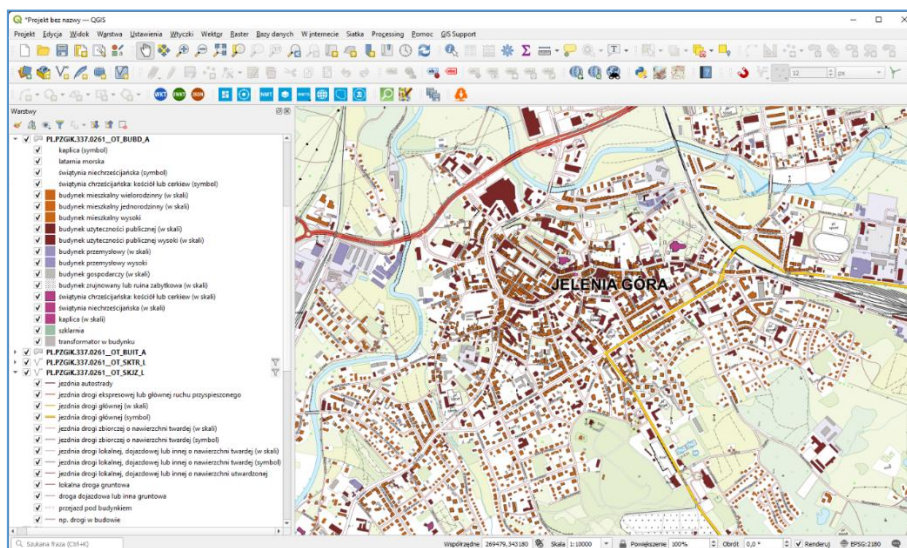 *Projekt bez nazwy — QGIS
Projekt Edycja Widok Warstwa Ustawienia Wtyczki Wektor Raster Bazy danych W internecie Siatka Processing Pomoc GIS Support
Warstwy
PL.PZGiK.337.0261__OT_BUBD_A
kaplica (symbol)
latarnia morska
świątynia niechrześcijańska (symbol)
świątynia chrześcijańska: kościół lub cerkiew (symbol)
budynek mieszkalny wielorodzinny (w skali)
budynek mieszkalny jednorodzinny (w skali)
budynek mieszkalny wysoki
budynek użyteczności publicznej (w skali)
budynek użyteczności publicznej wysoki (w skali)
budynek przemysłowy (w skali)
budynek przemysłowy wysoki
budynek gospodarczy (w skali)
budynek zrujnowany lub ruina zabytkowa (w skali)
świątynia chrześcijańska: kościół lub cerkiew (w skali)
świątynia niechrześcijańska (w skali)
kaplica (w skali)
szklarnia
transformator w budynku
PL.PZGiK.337.0261__OT_BUIT_A
PL.PZGiK.337.0261__OT_SKTR_L
PL.PZGiK.337.0261__OT_SKJZ_L
jezdnia autostrady
jezdnia drogi ekspresowej lub głównej ruchu przyspieszonego
jezdnia drogi głównej (w skali)
jezdnia drogi głównej (symbol)
jezdnia drogi zbiorczej o nawierzchni twardej (w skali)
jezdnia drogi zbiorczej o nawierzchni twardej (symbol)
jezdnia drogi lokalnej, dojazdowej lub innej o nawierzchni twardej (w skali)
jezdnia drogi lokalnej, dojazdowej lub innej o nawierzchni twardej (symbol)
jezdnia drogi lokalnej, dojazdowej lub innej o nawierzchni utwardzonej
lokalna droga gruntowa
droga dojazdowa lub inna gruntowa
przejazd pod budynkiem
np. drogi w budowie
JELENIA GÓRA
Szukana fraza (Ctrl+K)
Współrzędne 269479,343180 Skala 1:10000 Powiększenie 100% Obrót 0,0 ° Renderuj EPSG:2180